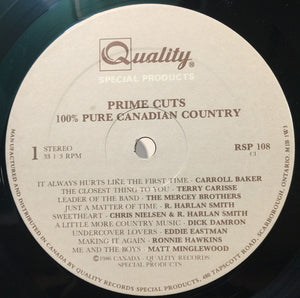 Quality
SPECIAL PRODUCTS
PRIME CUTS
100% PURE CANADIAN COUNTRY
1 STEREO
33 1/3 RPM
RSP 108
IT ALWAYS HURTS LIKE THE FIRST TIME - CARROLL BAKER
THE CLOSEST THING TO YOU - TERRY CARISSE
LEADER OF THE BAND - THE MERCEY BROTHERS
JUST A MATTER OF TIME - R. HARLAN SMITH
SWEETHEART - CHRIS NIELSEN & R. HARLAN SMITH
A LITTLE MORE COUNTRY MUSIC - DICK DAMRON
UNDERCOVER LOVERS - EDDIE EASTMAN
MAKING IT AGAIN - RONNIE HAWKINS
ME AND THE BOYS - MATT MINGLEWOOD
©1986 CANADA - QUALITY RECORDS
SPECIAL PRODUCTS
MANUFACTURED AND DISTRIBUTED IN CANADA BY QUALITY RECORDS, 480 TAPSCOTT ROAD, SCARBOROUGH, ONTARIO M1B 1W3